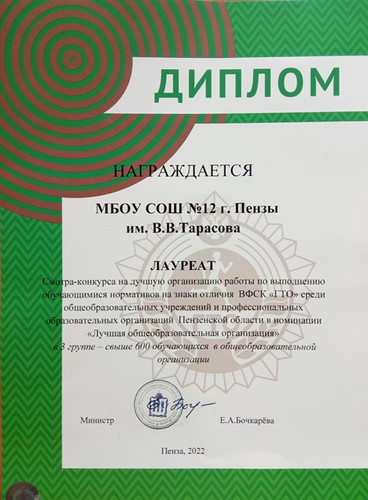 ДИПЛОМ
НАГРАЖДАЕТСЯ
МБОУ СОШ №12 г. Пензы
им. В.В.Тарасова
ЛАУРЕАТ
Смотра-конкурса на лучшую организацию работы по выполнению
обучающимися нормативов на знаки отличия ВФСК «ГТО» среди
общеобразовательных учреждений и профессиональных
образовательных организаций Пензенской области в номинации
«Лучшая общеобразовательная организация»
в 3 группе – свыше 600 обучающихся в общеобразовательной
организации
Министр Е.А.Бочкарёва
Пенза, 2022